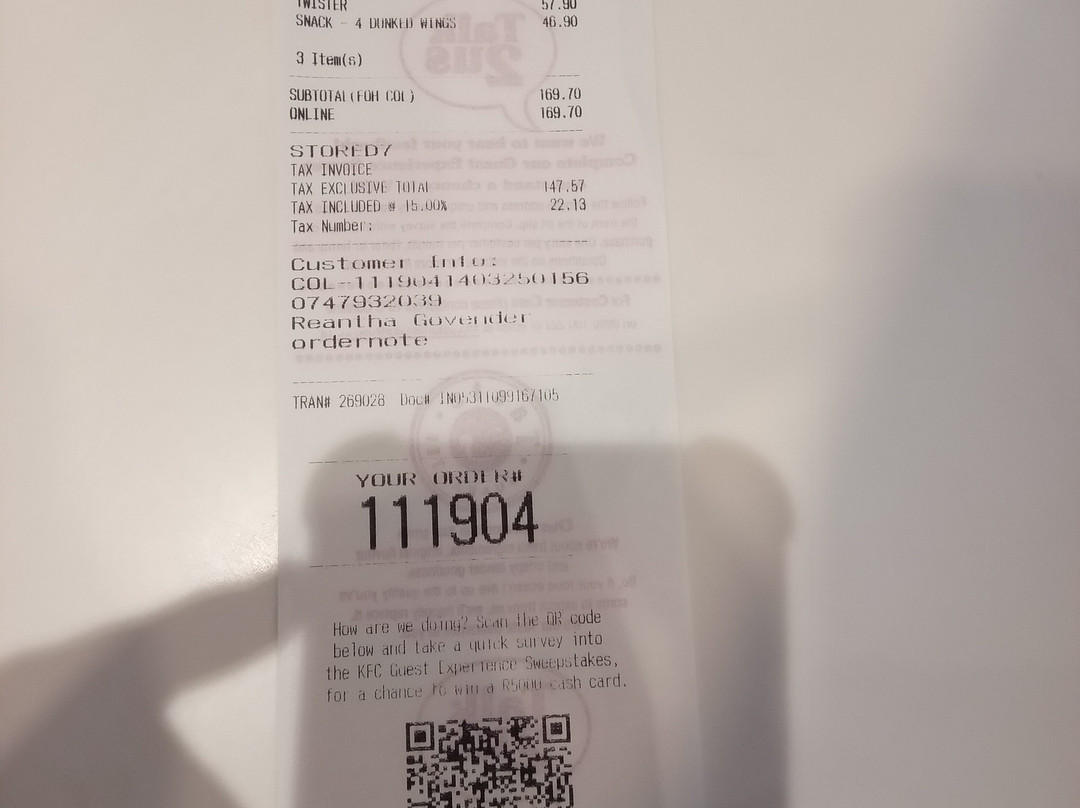 TWISTER 57.90
SNACK - 4 DUNKED WINGS 46.90
3 Item(s)
SUBTOTAL(FOH COL) 169.70
ONLINE 169.70
STORED7
TAX INVOICE
TAX EXCLUSIVE TOTAL 147.57
TAX INCLUDED @ 15.00% 22.13
Tax Number:
Customer Info:
COL-1119041403250156
0747932039
Reantha Govender
ordernote
TRAN# 269028 Doc# IN05311099167105
YOUR ORDER#
111904
How are we doing? Scan the QR code
below and take a quick survey into
the KFC Guest Experience Sweepstakes,
for a chance to win a R5000 cash card.
Talk
2us